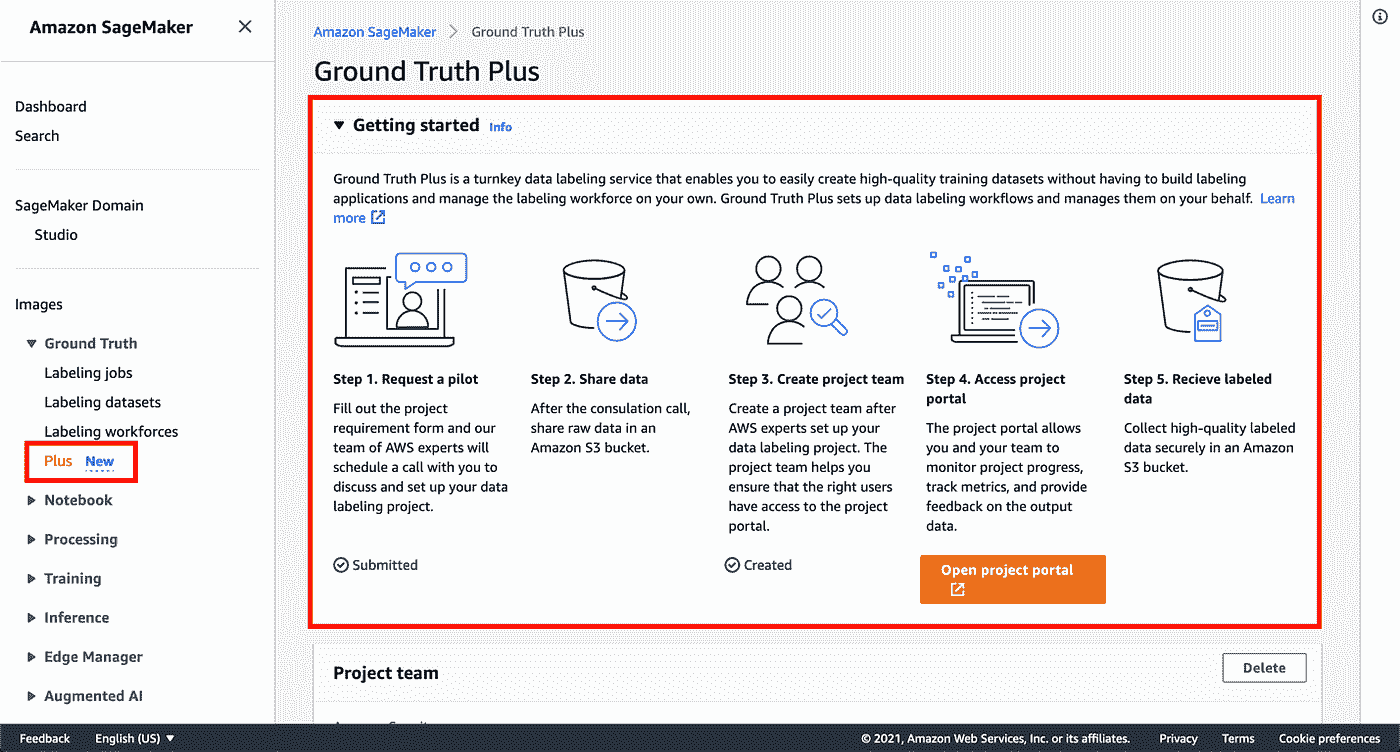 Amazon SageMaker
Dashboard
Search
SageMaker Domain
Studio
Images
Ground Truth
Labeling jobs
Labeling datasets
Labeling workforces
Plus New
Notebook
Processing
Training
Inference
Edge Manager
Augmented AI
Amazon SageMaker > Ground Truth Plus
Ground Truth Plus
Getting started Info
Ground Truth Plus is a turnkey data labeling service that enables you to easily create high-quality training datasets without having to build labeling
applications and manage the labeling workforce on your own. Ground Truth Plus sets up data labeling workflows and manages them on your behalf. Learn
more
Step 1. Request a pilot
Fill out the project
requirement form and our
team of AWS experts will
schedule a call with you to
discuss and set up your data
labeling project.
Submitted
Step 2. Share data
After the consulation call,
share raw data in an
Amazon S3 bucket.
Step 3. Create project team
Create a project team after
AWS experts set up your
data labeling project. The
project team helps you
ensure that the right users
have access to the project
portal.
Created
Step 4. Access project
portal
The project portal allows
you and your team to
monitor project progress,
track metrics, and provide
feedback on the output
data.
Open project portal
Step 5. Recieve labeled
data
Collect high-quality labeled
data securely in an Amazon
S3 bucket.
Project team
Delete
Feedback
English (US)
© 2021, Amazon Web Services, Inc. or its affiliates.
Privacy
Terms
Cookie preferences